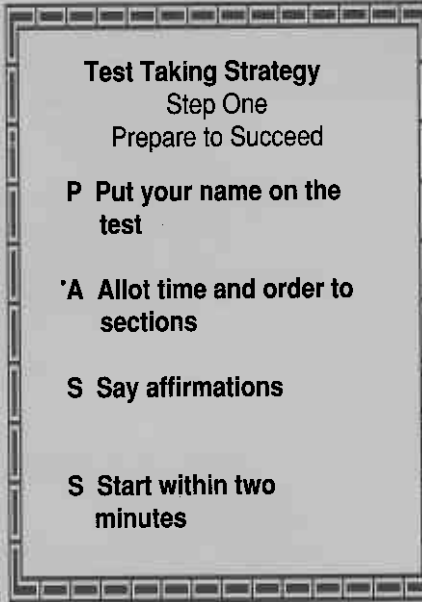 Test Taking Strategy
Step One
Prepare to Succeed
P Put your name on the
test
A Allot time and order to
sections
S Say affirmations
S Start within two
minutes